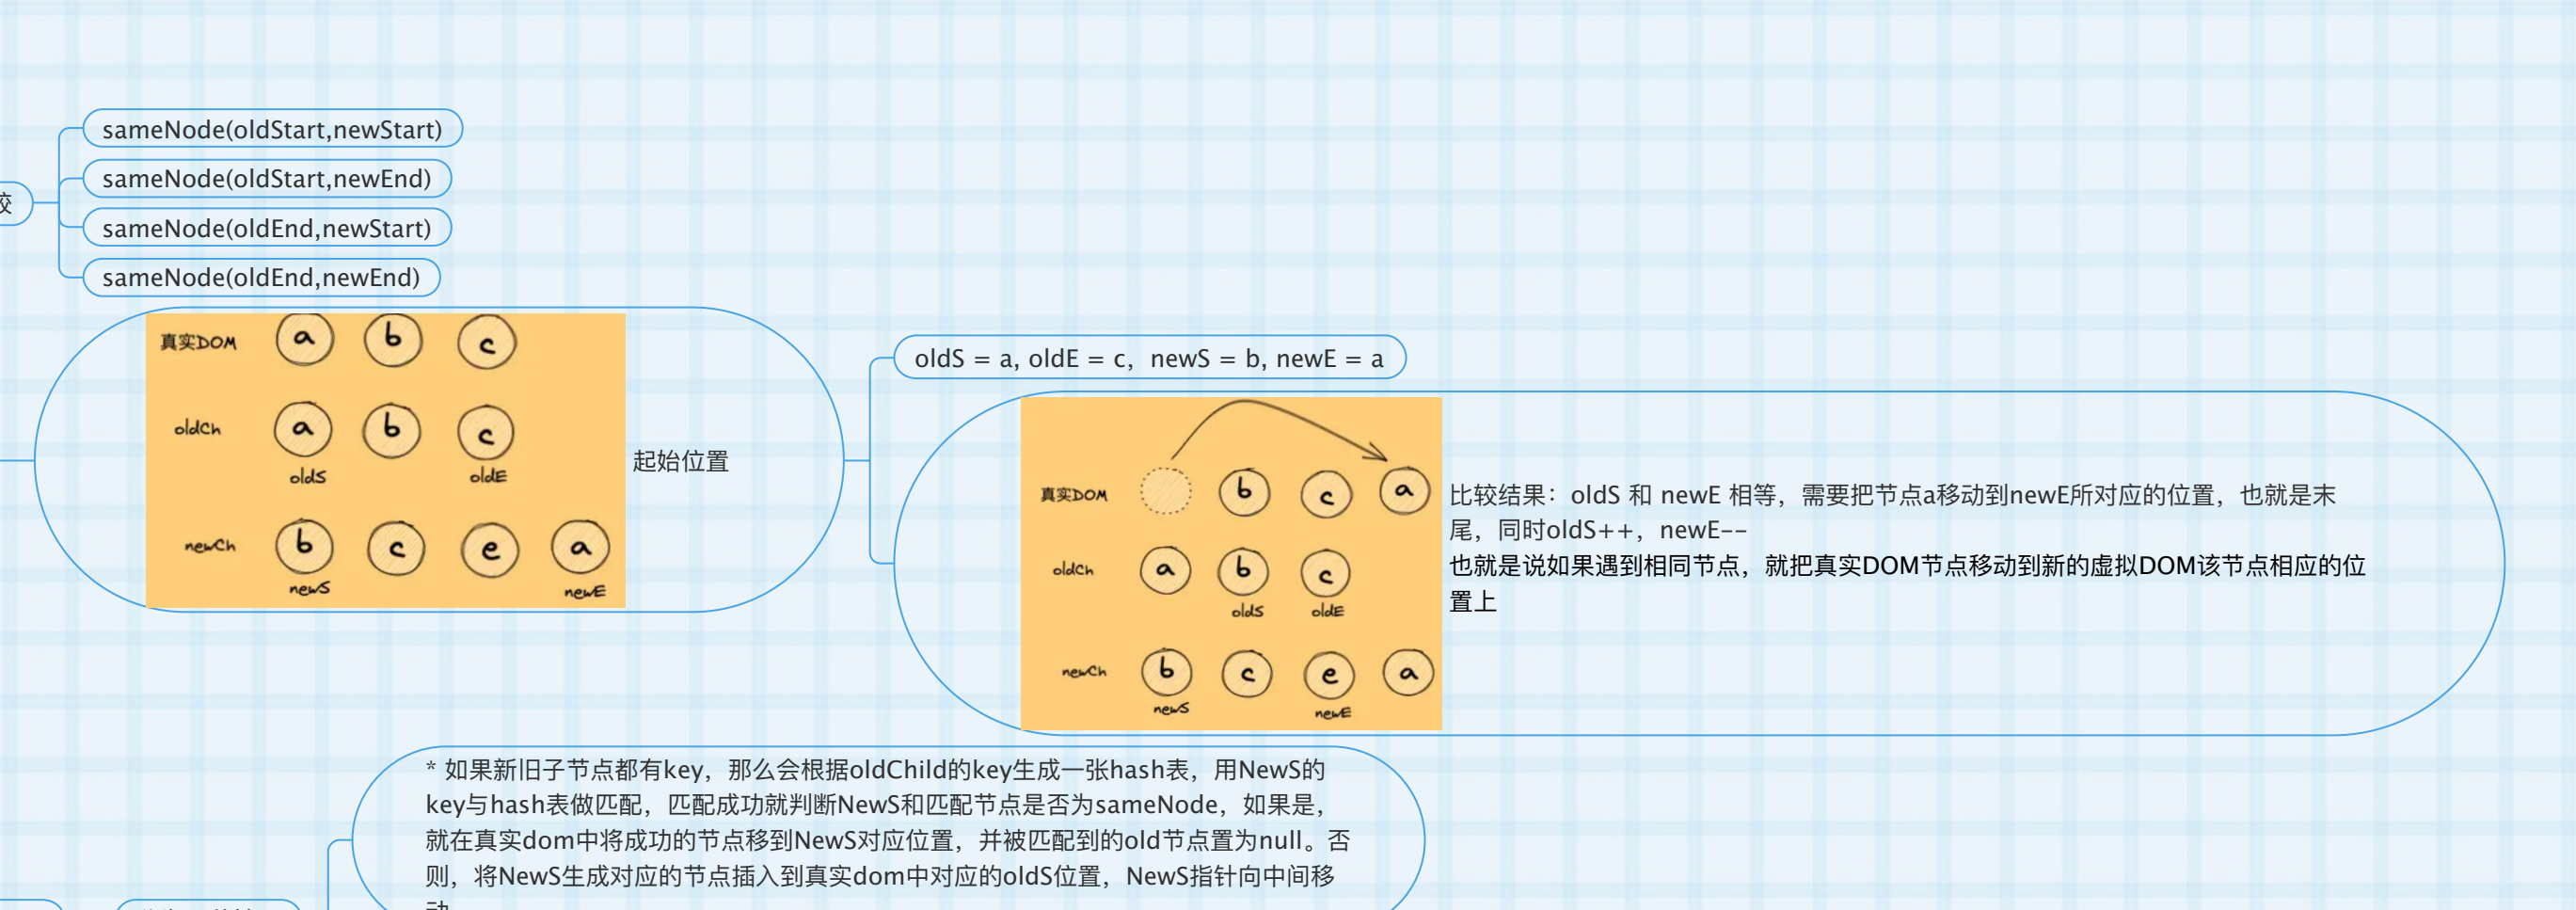 sameNode(oldStart,newStart)
sameNode(oldStart,newEnd)
较
sameNode(oldEnd,newStart)
sameNode(oldEnd,newEnd)
真实DOM a b c
oldCh a b c
oldS oldE
newCh b c e a
newS newE
起始位置
oldS = a, oldE = c, newS = b, newE = a
真实DOM b c a
oldCh a b c
oldS oldE
newCh b c e a
newS newE
比较结果：oldS 和 newE 相等，需要把节点a移动到newE所对应的位置，也就是末
尾，同时oldS++，newE--
也就是说如果遇到相同节点，就把真实DOM节点移动到新的虚拟DOM该节点相应的位
置上
* 如果新旧子节点都有key，那么会根据oldChild的key生成一张hash表，用NewS的
key与hash表做匹配，匹配成功就判断NewS和匹配节点是否为sameNode，如果是，
就在真实dom中将成功的节点移到NewS对应位置，并被匹配到的old节点置为null。否
则，将NewS生成对应的节点插入到真实dom中对应的oldS位置，NewS指针向中间移